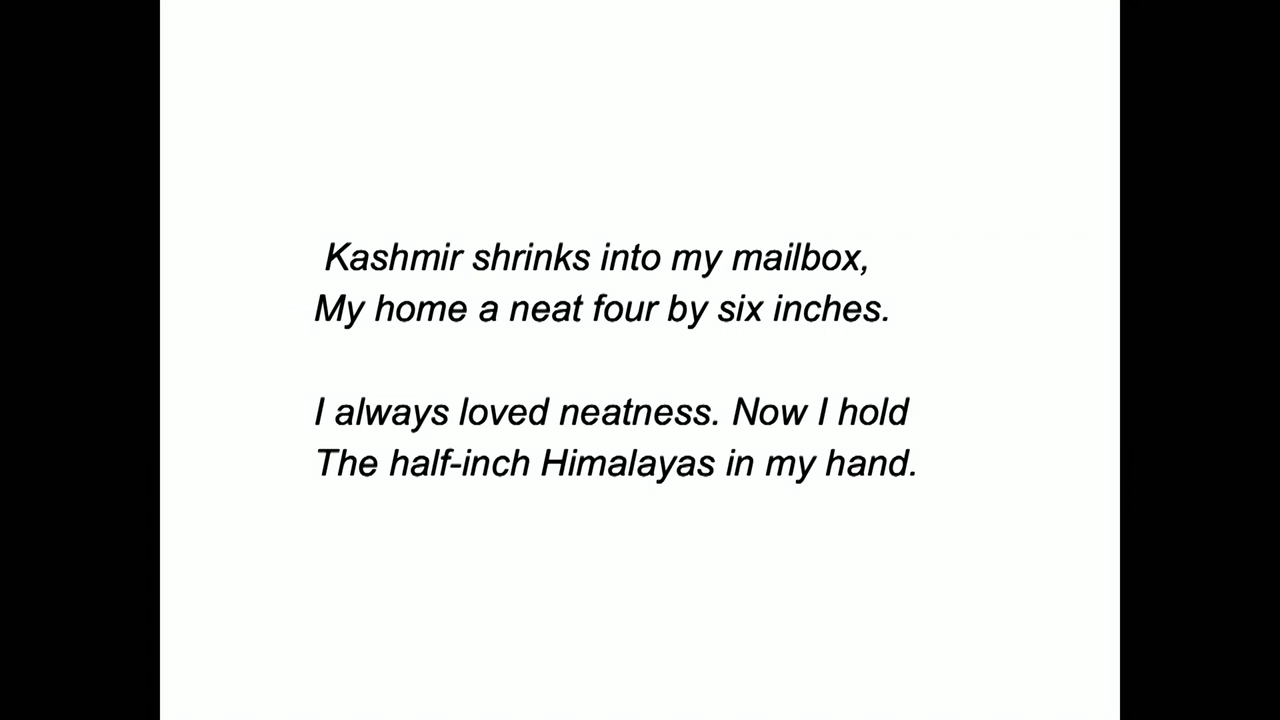 Kashmir shrinks into my mailbox,
My home a neat four by six inches.
I always loved neatness. Now I hold
The half-inch Himalayas in my hand.